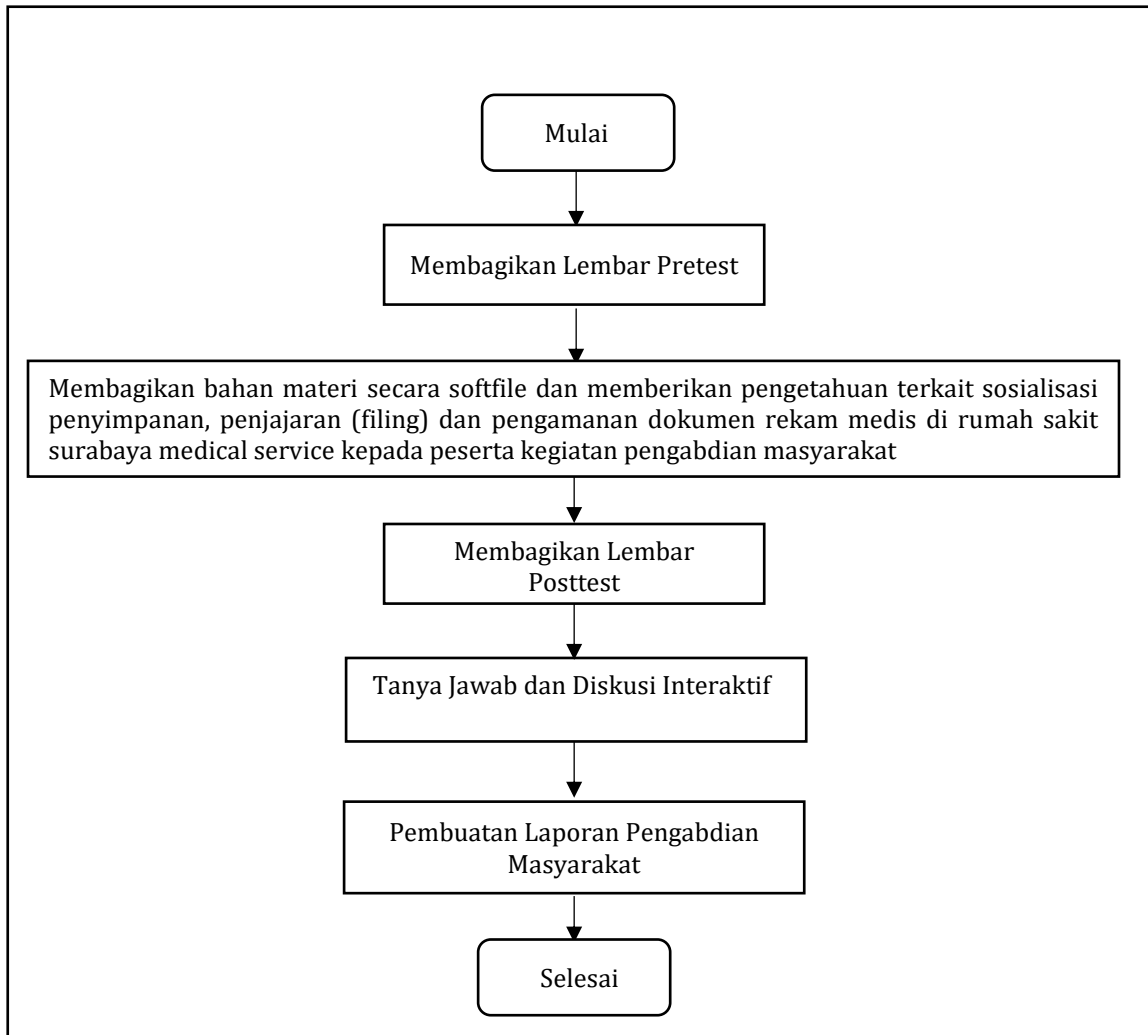 Mulai
Membagikan Lembar Pretest
Membagikan bahan materi secara softfile dan memberikan pengetahuan terkait sosialisasi
penyimpanan, penjajaran (filing) dan pengamanan dokumen rekam medis di rumah sakit
surabaya medical service kepada peserta kegiatan pengabdian masyarakat
Membagikan Lembar
Posttest
Tanya Jawab dan Diskusi Interaktif
Pembuatan Laporan Pengabdian
Masyarakat
Selesai